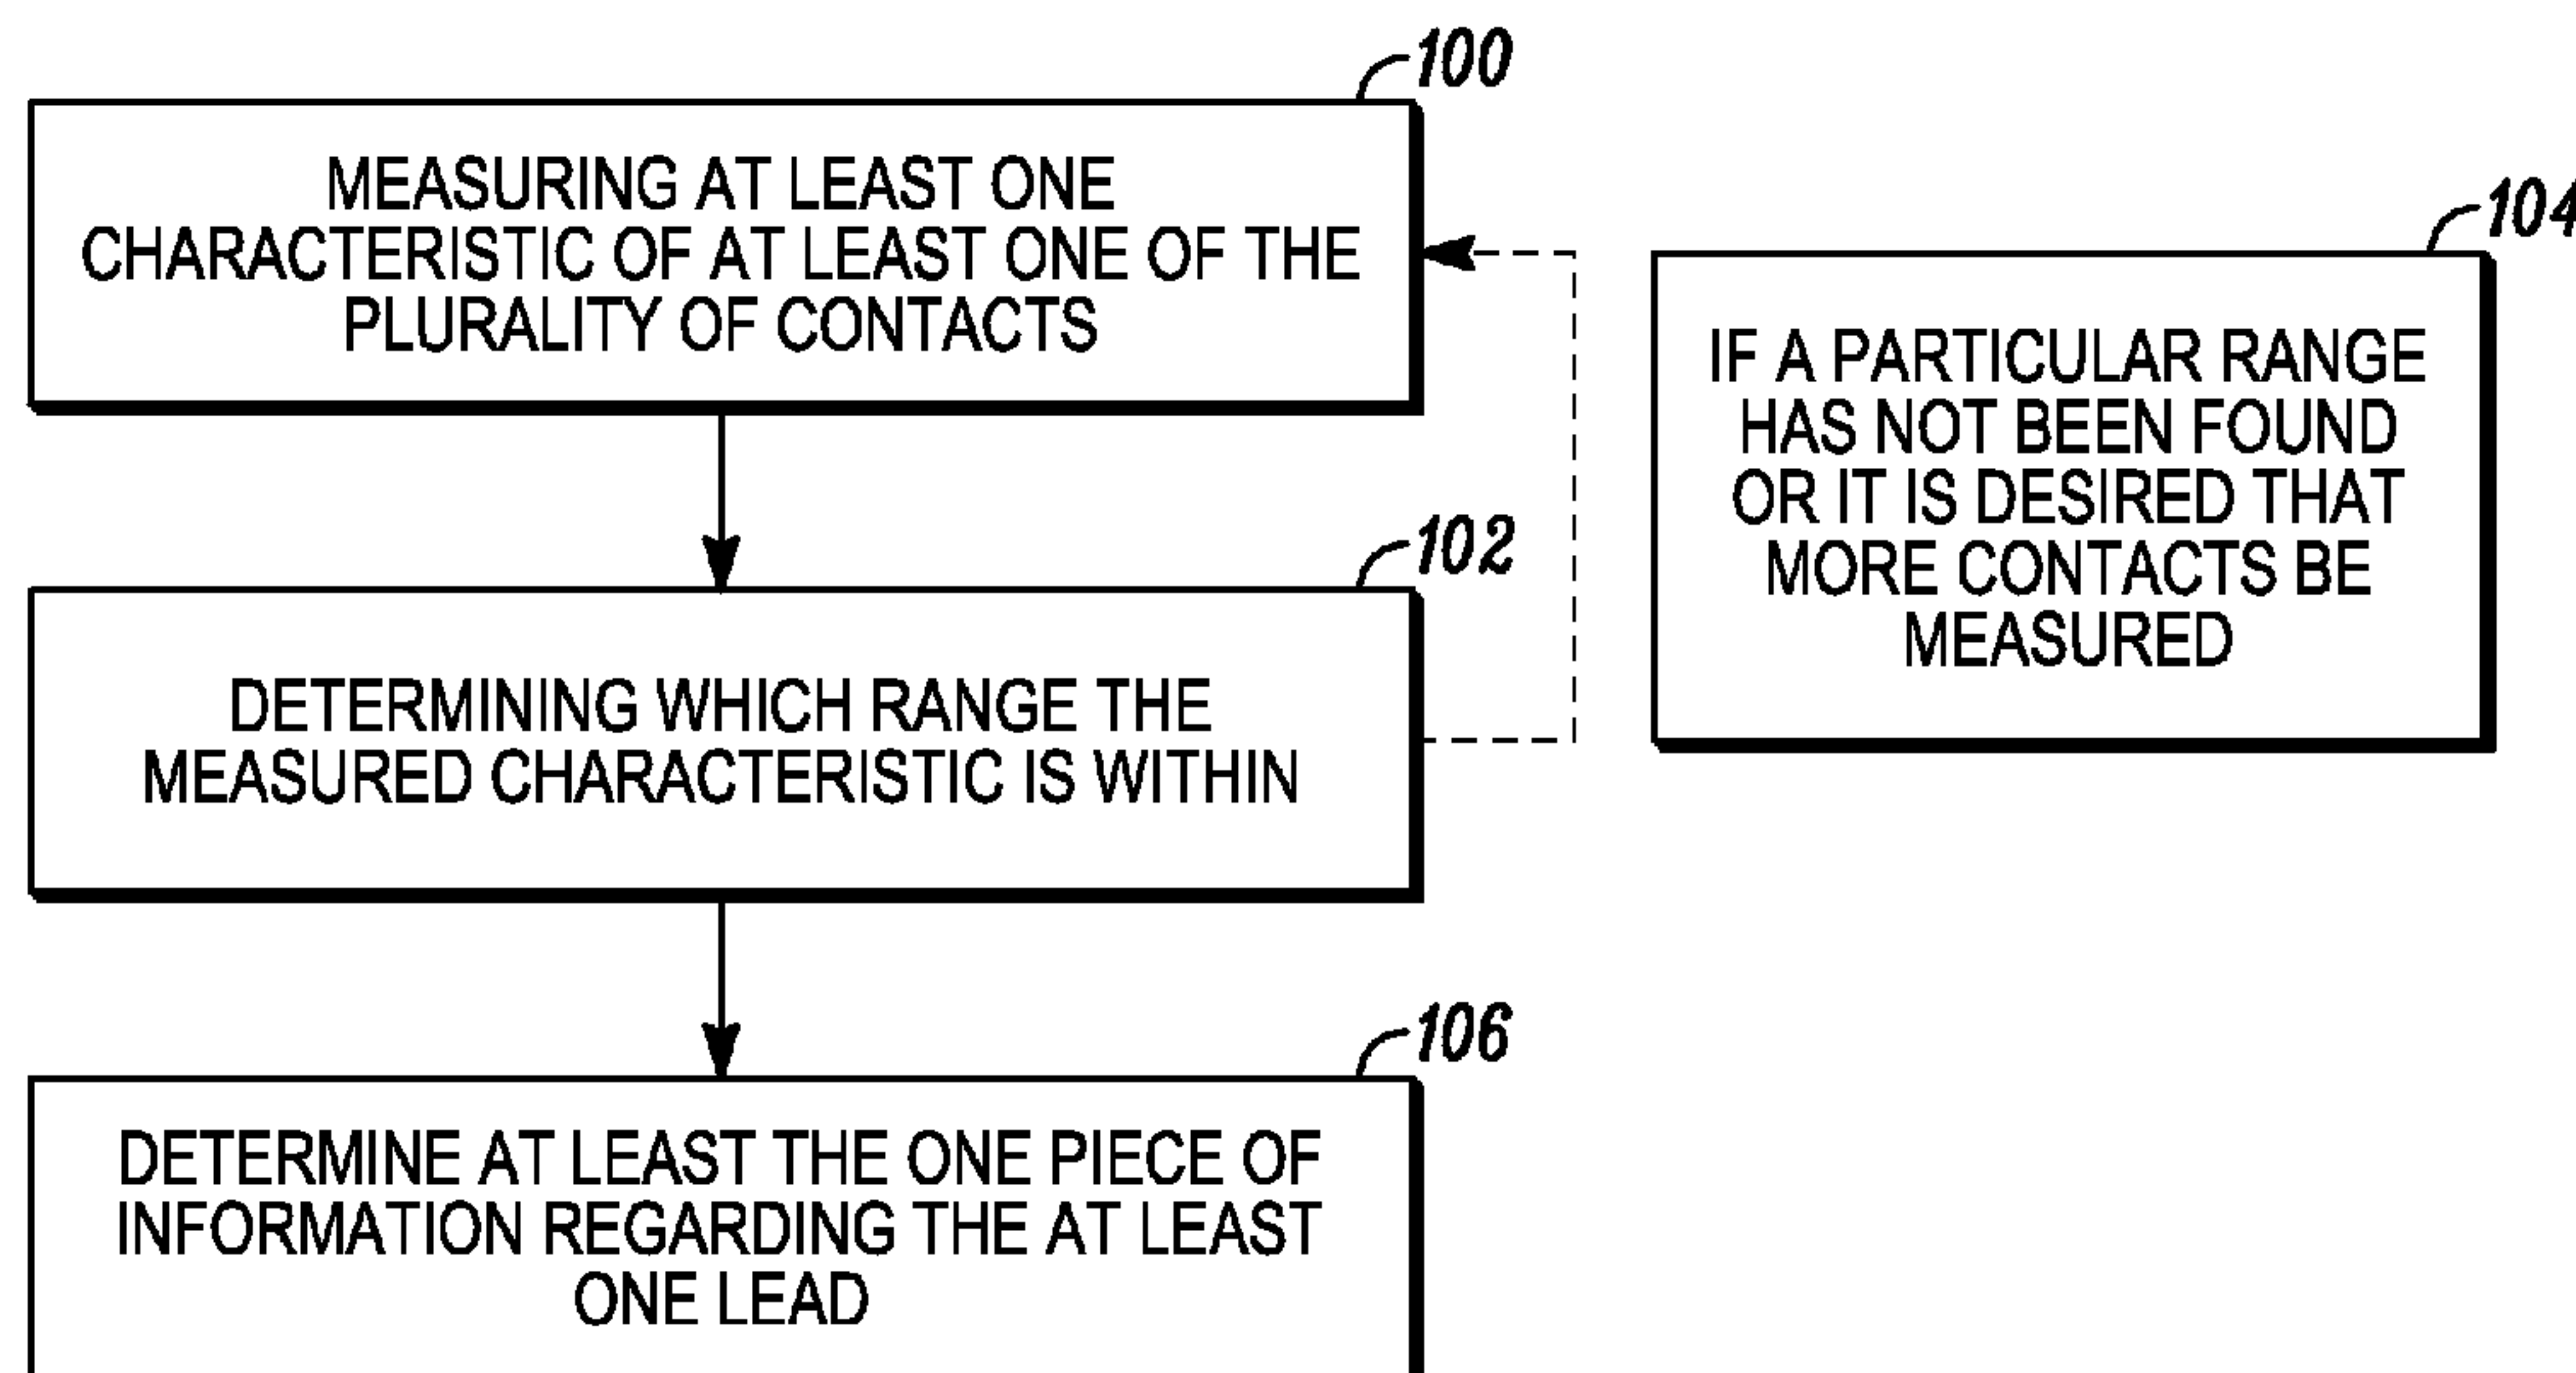 100
MEASURING AT LEAST ONE
CHARACTERISTIC OF AT LEAST ONE OF THE
PLURALITY OF CONTACTS
104
IF A PARTICULAR RANGE
HAS NOT BEEN FOUND
OR IT IS DESIRED THAT
MORE CONTACTS BE
MEASURED
102
DETERMINING WHICH RANGE THE
MEASURED CHARACTERISTIC IS WITHIN
106
DETERMINE AT LEAST THE ONE PIECE OF
INFORMATION REGARDING THE AT LEAST
ONE LEAD